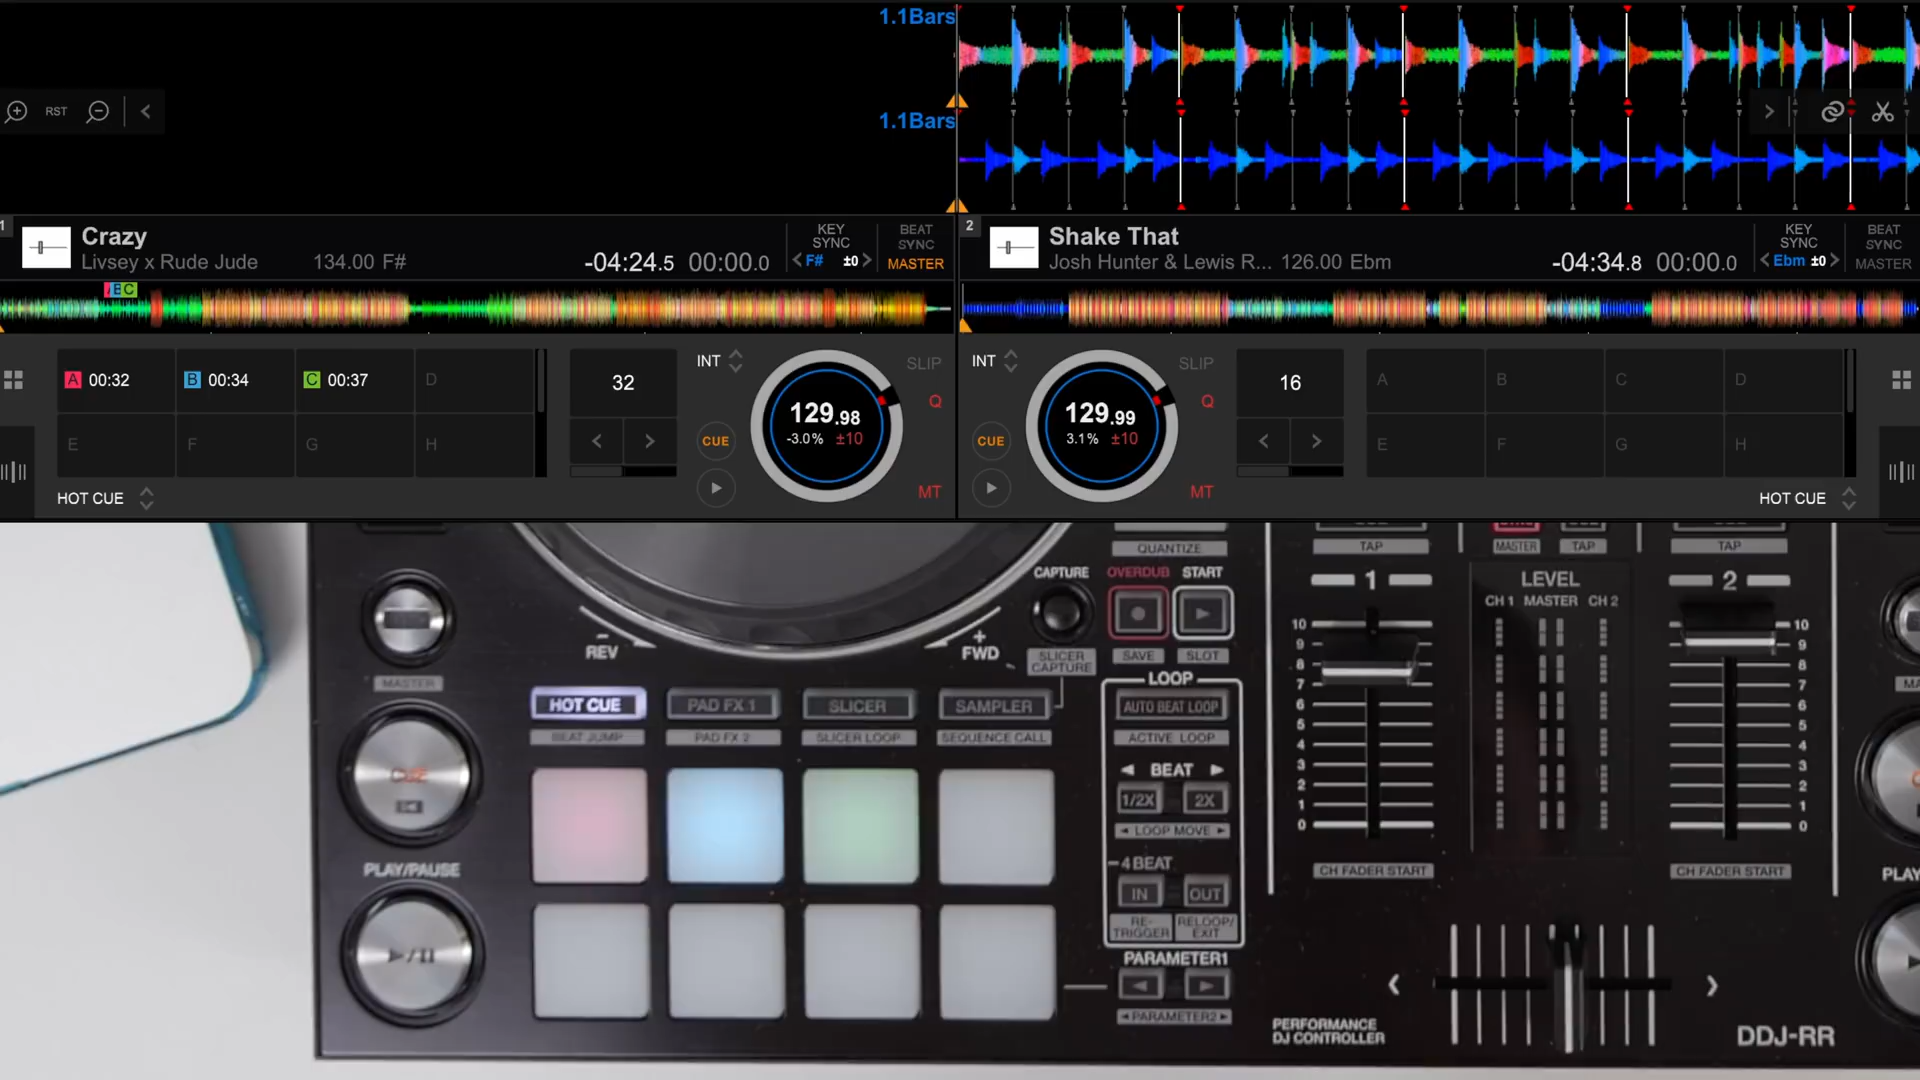 1.1Bars
RST
1.1Bars
1
Crazy
Livsey x Rude Jude 134.00 F#
-04:24.5 00:00.0
KEY SYNC
F# ±0
BEAT SYNC
MASTER
2
Shake That
Josh Hunter & Lewis R... 126.00 Ebm
-04:34.8 00:00.0
KEY SYNC
Ebm ±0
BEAT SYNC
MASTER
BC
A 00:32 B 00:34 C 00:37 D
E F G H
HOT CUE
32
INT
CUE
129.98
-3.0% ±10
SLIP
Q
MT
INT
CUE
129.99
3.1% ±10
SLIP
Q
MT
16
A B C D
E F G H
HOT CUE
QUANTIZE
CAPTURE OVERDUB START
SLICER CAPTURE
SAVE SLOT
- REV
+ FWD
MASTER
HOT CUE PAD FX 1 SLICER SAMPLER
BEAT JUMP PAD FX 2 SLICER LOOP SEQUENCE CALL
LOOP
AUTO BEAT LOOP
ACTIVE LOOP
BEAT
1/2X 2X
LOOP MOVE
4 BEAT
IN OUT
RE-TRIGGER RELOOP/EXIT
PARAMETER1
PARAMETER2
CUE
PLAY/PAUSE
TAP MASTER TAP TAP
1 LEVEL 2
CH 1 MASTER CH 2
10 10
9 9
8 8
7 7
6 6
5 5
4 4
3 3
2 2
1 1
0 0
CH FADER START CH FADER START
PLAY
PERFORMANCE
DJ CONTROLLER
DDJ-RR